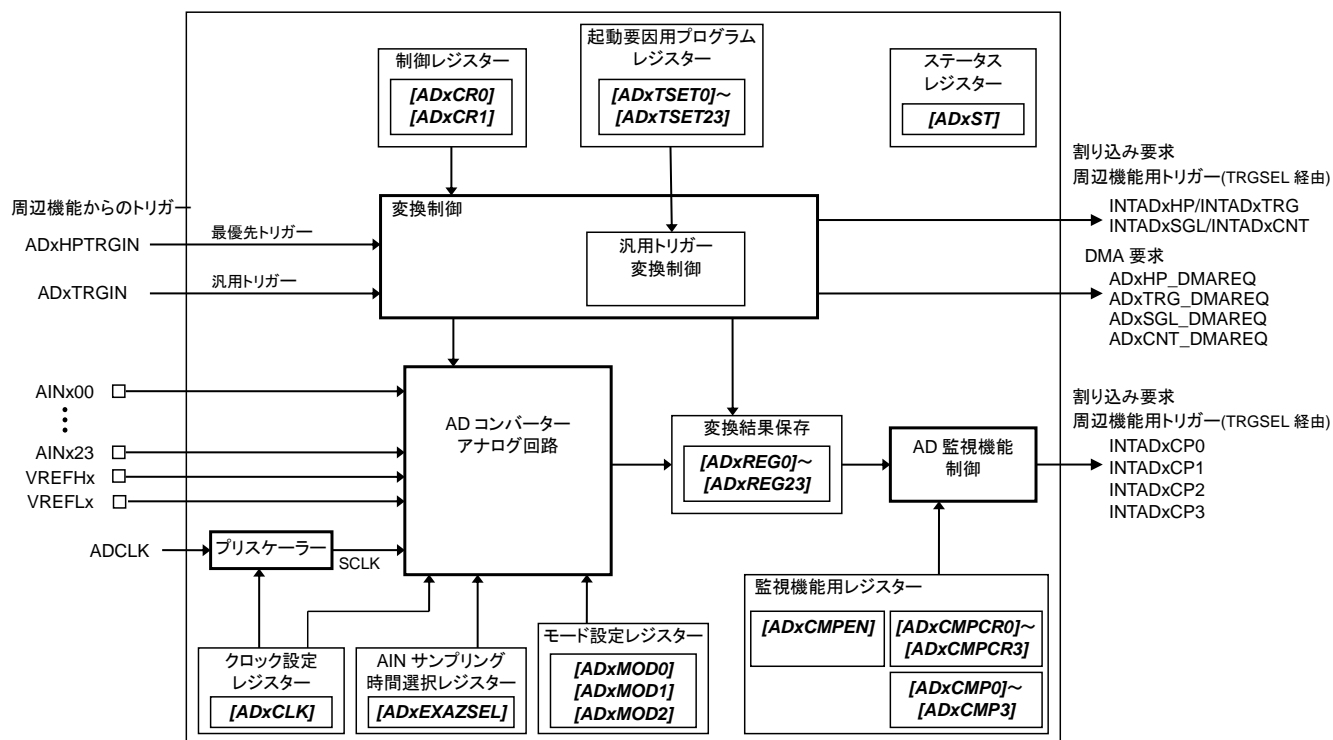 制御レジスター
[ADxCR0]
[ADxCR1]
起動要因用プログラム
レジスター
[ADxTSET0]～
[ADxTSET23]
ステータス
レジスター
[ADxST]
周辺機能からのトリガー
ADxHPTRGIN
最優先トリガー
ADxTRGIN
汎用トリガー
変換制御
汎用トリガー
変換制御
割り込み要求
周辺機能用トリガー(TRGSEL 経由)
INTADxHP/INTADxTRG
INTADxSGL/INTADxCNT
DMA 要求
ADxHP_DMAREQ
ADxTRG_DMAREQ
ADxSGL_DMAREQ
ADxCNT_DMAREQ
AINx00
AINx23
VREFHx
VREFLx
ADCLK
プリスケーラー
SCLK
AD コンバーター
アナログ回路
変換結果保存
[ADxREG0]～
[ADxREG23]
AD 監視機能
制御
割り込み要求
周辺機能用トリガー(TRGSEL 経由)
INTADxCP0
INTADxCP1
INTADxCP2
INTADxCP3
クロック設定
レジスター
[ADxCLK]
AIN サンプリング
時間選択レジスター
[ADxEXAZSEL]
モード設定レジスター
[ADxMOD0]
[ADxMOD1]
[ADxMOD2]
監視機能用レジスター
[ADxCMPEN]
[ADxCMPCR0]～
[ADxCMPCR3]
[ADxCMP0]～
[ADxCMP3]